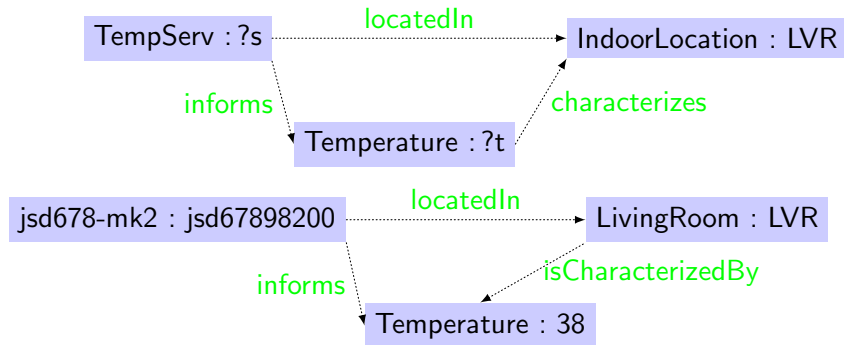 locatedIn
TempServ : ?s
IndoorLocation : LVR
informs
characterizes
Temperature : ?t
locatedIn
jsd678-mk2 : jsd67898200
LivingRoom : LVR
isCharacterizedBy
informs
Temperature : 38